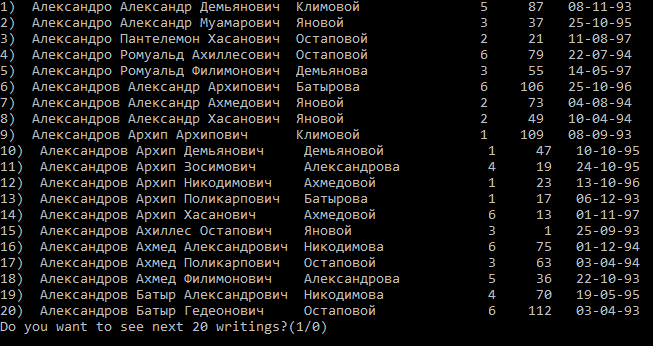 1)  Александро Александр Демьянович  Климовой  5  87  08-11-93
2)  Александро Александр Муамарович  Яновой  3  37  25-10-95
3)  Александро Пантелемон Хасанович  Остаповой  2  21  11-08-97
4)  Александро Ромуальд Ахиллесович  Остаповой  6  79  22-12-94
5)  Александро Ромуальд Филимонович  Демьянова  3  55  14-05-97
6)  Александров Александр Архипович  Батырова  6  106  25-10-96
7)  Александров Александр Ахмедович  Яновой  2  73  04-08-94
8)  Александров Александр Хасанович  Яновой  2  49  10-04-94
9)  Александров Архип Архипович  Климовой  1  109  08-09-93
10)  Александров Архип Демьянович  Демьяновой  1  47  10-10-95
11)  Александров Архип Зосимович  Александрова  4  19  24-10-95
12)  Александров Архип Никодимович  Ахмедовой  1  23  13-10-96
13)  Александров Архип Поликарпович  Батырова  1  17  06-12-93
14)  Александров Архип Хасанович  Ахмедовой  6  13  01-11-97
15)  Александров Ахиллес Остапович  Яновой  3  1  25-09-93
16)  Александров Ахмед Александрович  Никодимова  6  75  01-12-94
17)  Александров Ахмед Поликарпович  Остаповой  3  63  03-04-94
18)  Александров Ахмед Филимонович  Александрова  5  36  22-10-93
19)  Александров Батыр Александрович  Никодимова  4  70  19-05-95
20)  Александров Батыр Гедеонович  Остаповой  6  112  03-04-93
Do you want to see next 20 writings?(1/0)